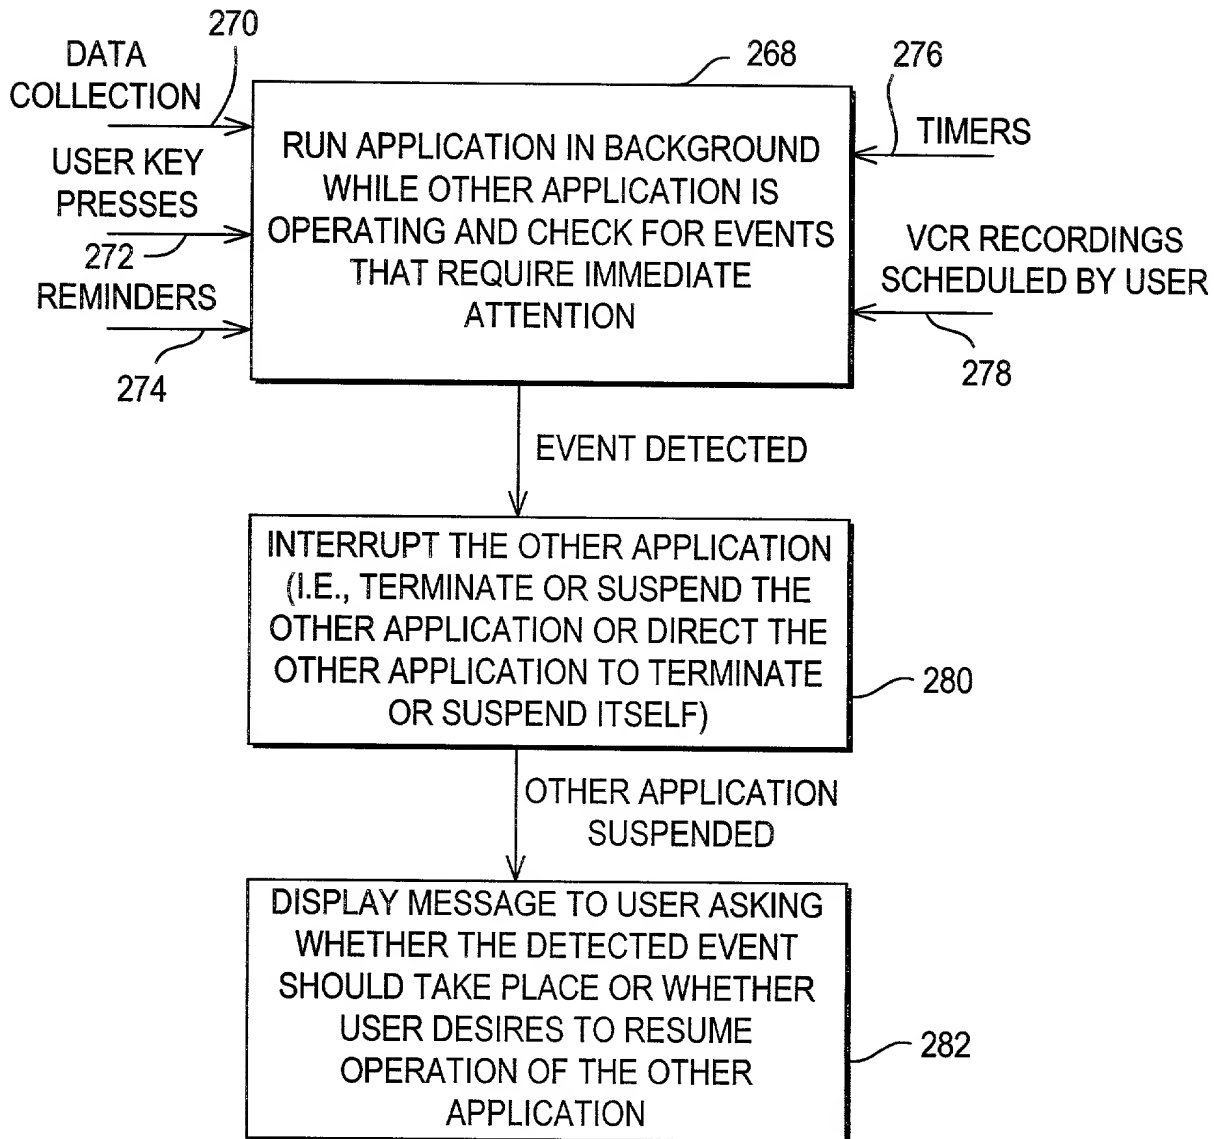 270
DATA
COLLECTION
USER KEY
PRESSES
272
REMINDERS
274
268
RUN APPLICATION IN BACKGROUND
WHILE OTHER APPLICATION IS
OPERATING AND CHECK FOR EVENTS
THAT REQUIRE IMMEDIATE
ATTENTION
276
TIMERS
VCR RECORDINGS
SCHEDULED BY USER
278
EVENT DETECTED
INTERRUPT THE OTHER APPLICATION
(I.E., TERMINATE OR SUSPEND THE
OTHER APPLICATION OR DIRECT THE
OTHER APPLICATION TO TERMINATE
OR SUSPEND ITSELF)
280
OTHER APPLICATION
SUSPENDED
DISPLAY MESSAGE TO USER ASKING
WHETHER THE DETECTED EVENT
SHOULD TAKE PLACE OR WHETHER
USER DESIRES TO RESUME
OPERATION OF THE OTHER
APPLICATION
282